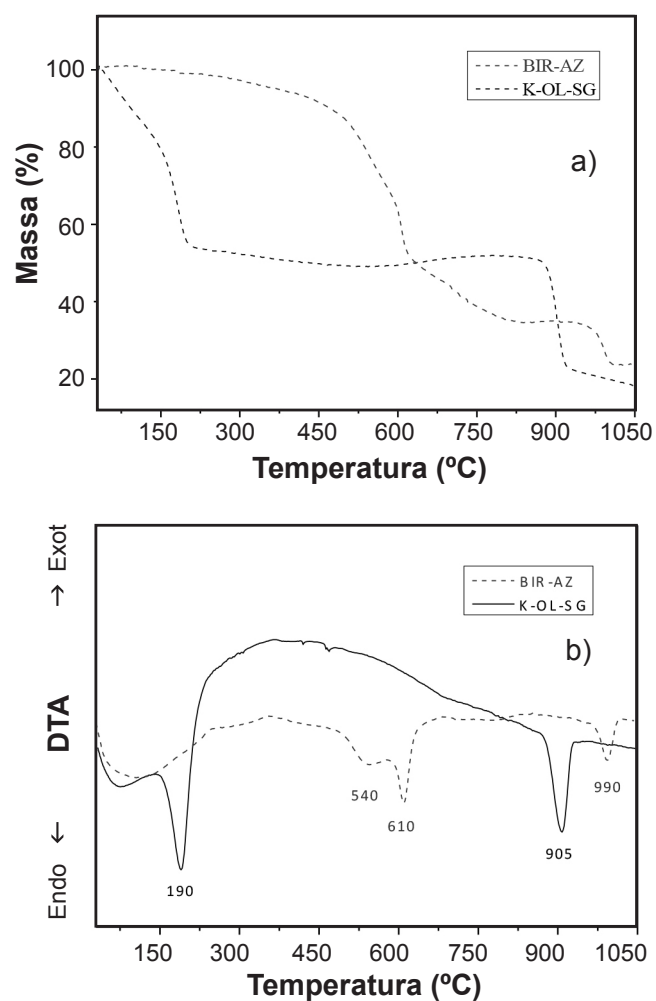 BIR-AZ
K-OL-SG
a)
100
80
60
40
20
Massa (%)
150 300 450 600 750 900 1050
Temperatura (ºC)
BIR-AZ
K-OL-SG
b)
Endo ← DTA → Exot
540
610
990
905
190
150 300 450 600 750 900 1050
Temperatura (ºC)